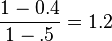 \frac{1 - 0.4}{1 - .5} = 1.2